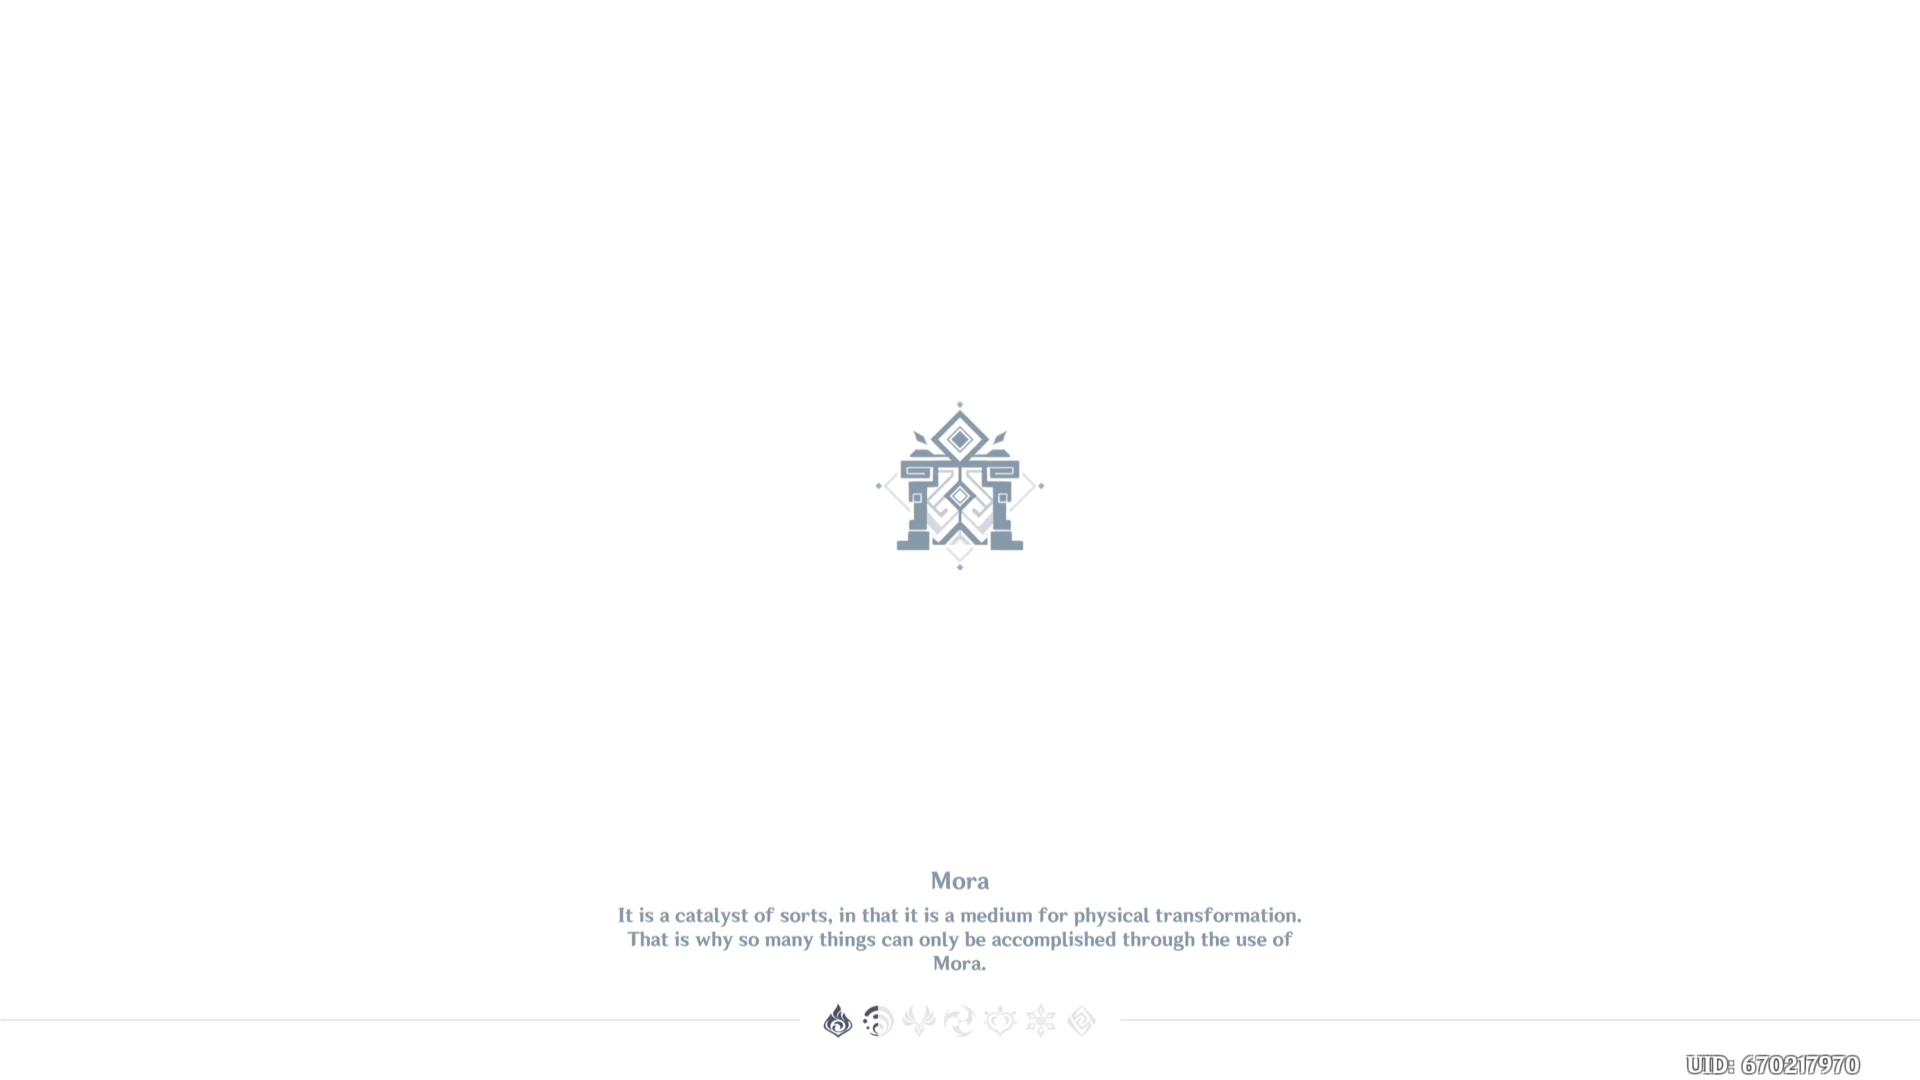 Mora
It is a catalyst of sorts, in that it is a medium for physical transformation.
That is why so many things can only be accomplished through the use of
Mora.
UID: 670217970